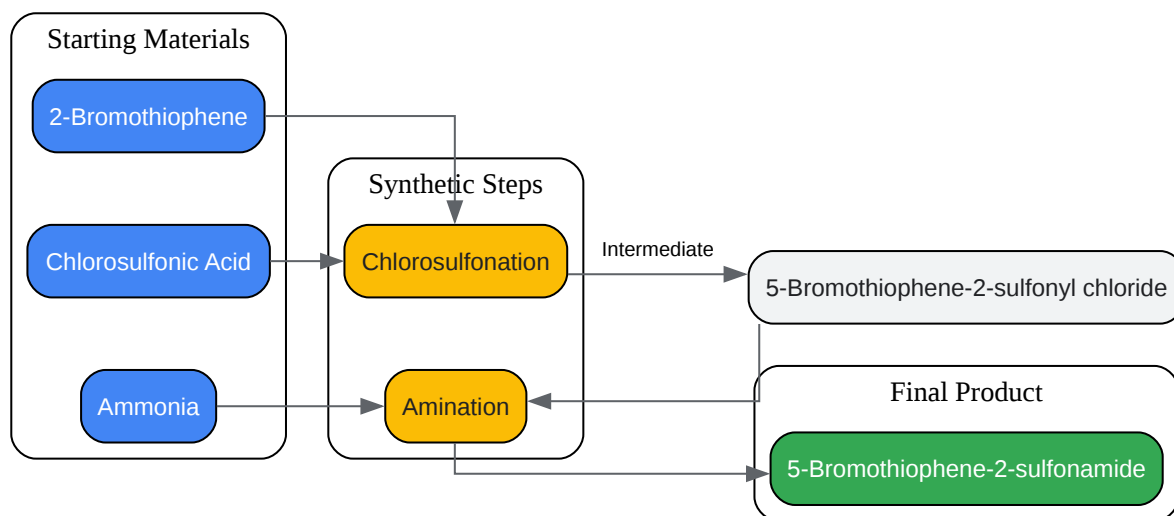 Starting Materials
2-Bromothiophene
Synthetic Steps
Chlorosulfonic Acid
Chlorosulfonation
Intermediate
5-Bromothiophene-2-sulfonyl chloride
Ammonia
Amination
Final Product
5-Bromothiophene-2-sulfonamide